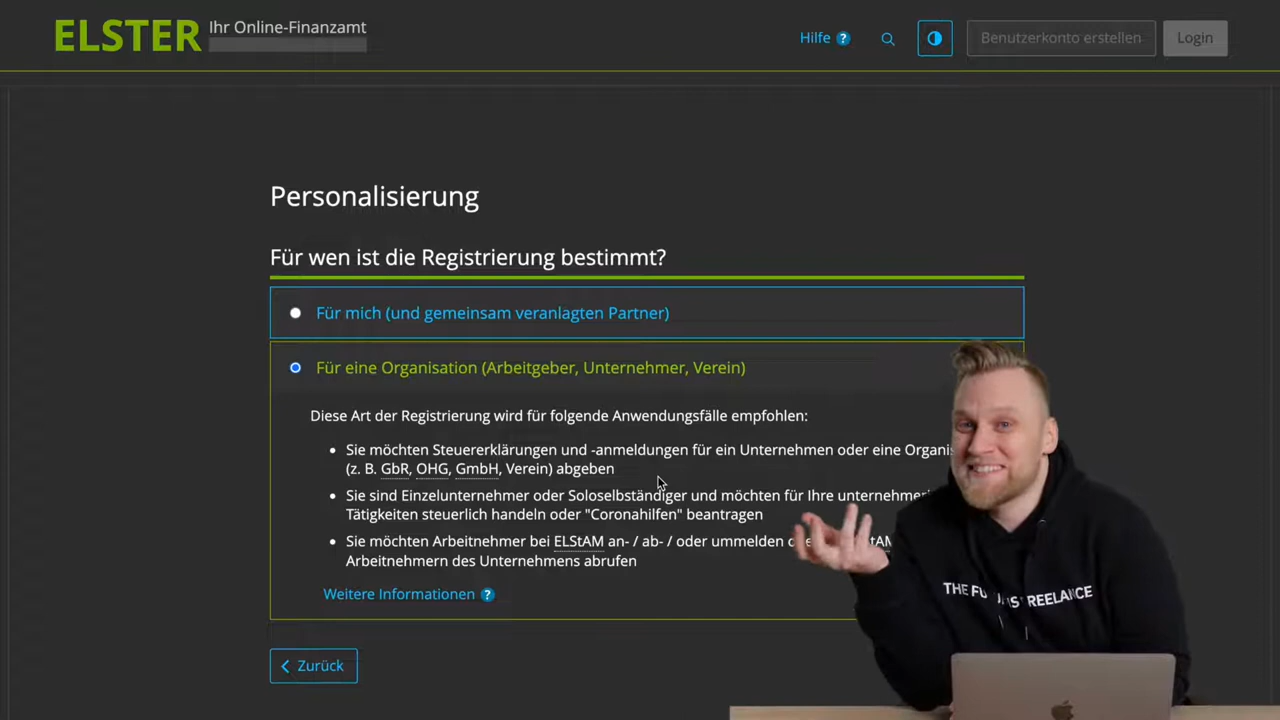 ELSTER
Ihr Online-Finanzamt
Hilfe ?
Benutzerkonto erstellen
Login
Personalisierung
Für wen ist die Registrierung bestimmt?
Für mich (und gemeinsam veranlagten Partner)
Für eine Organisation (Arbeitgeber, Unternehmer, Verein)
Diese Art der Registrierung wird für folgende Anwendungsfälle empfohlen:
• Sie möchten Steuererklärungen und -anmeldungen für ein Unternehmen oder eine
(z. B. GbR, OHG, GmbH, Verein) abgeben
• Sie sind Einzelunternehmer oder Soloselbständiger und möchten für Ihre
Tätigkeiten steuerlich handeln oder "Coronahilfen" beantragen
• Sie möchten Arbeitnehmer bei ELStAM an- / ab- / oder ummelden
Arbeitnehmern des Unternehmens abrufen
Weitere Informationen ?
THE FREELANCE
Zurück